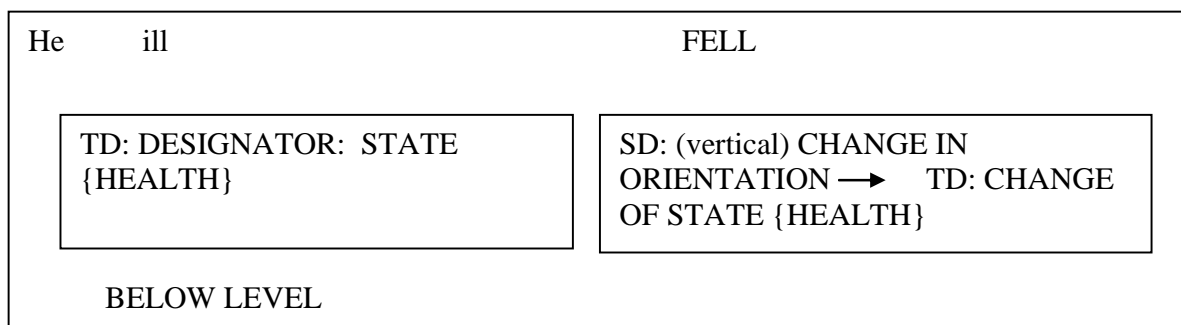 He ill FELL
TD: DESIGNATOR: STATE
{HEALTH}
SD: (vertical) CHANGE IN
ORIENTATION → TD: CHANGE
OF STATE {HEALTH}
BELOW LEVEL